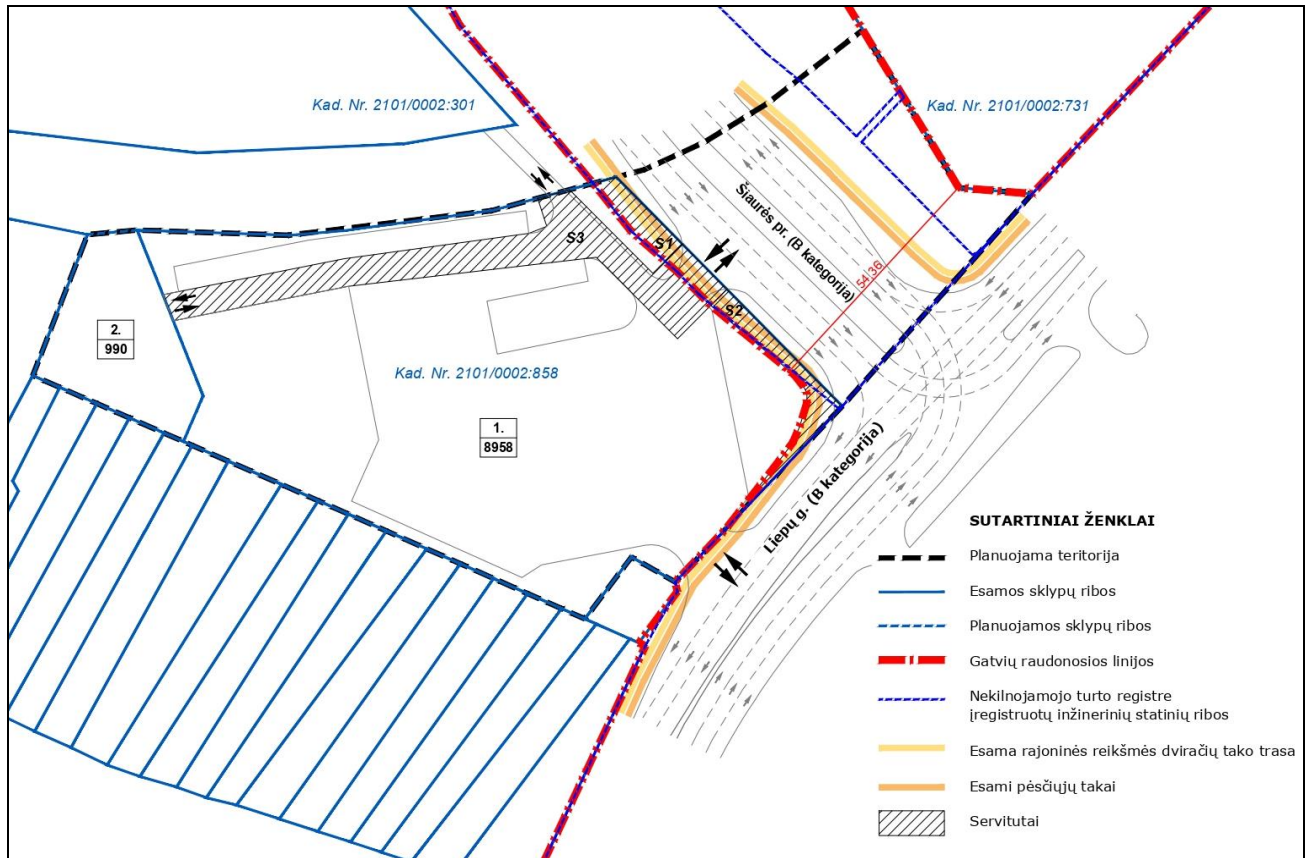 Kad. Nr. 2101/0002:301
Kad. Nr. 2101/0002:731
Šiaurės pr. (B kategorija)
S1
S3
54,36
S2
2.
990
Kad. Nr. 2101/0002:858
1.
8958
Liepų g. (B kategorija)
SUTARTINIAI ŽENKLAI
Planuojama teritorija
Esamos sklypų ribos
Planuojamos sklypų ribos
Gatvių raudonosios linijos
Nekilnojamojo turto registre
įregistruotų inžinerinių statinių ribos
Esama rajoninės reikšmės dviračių tako trasa
Esami pėsčiųjų takai
Servitutai